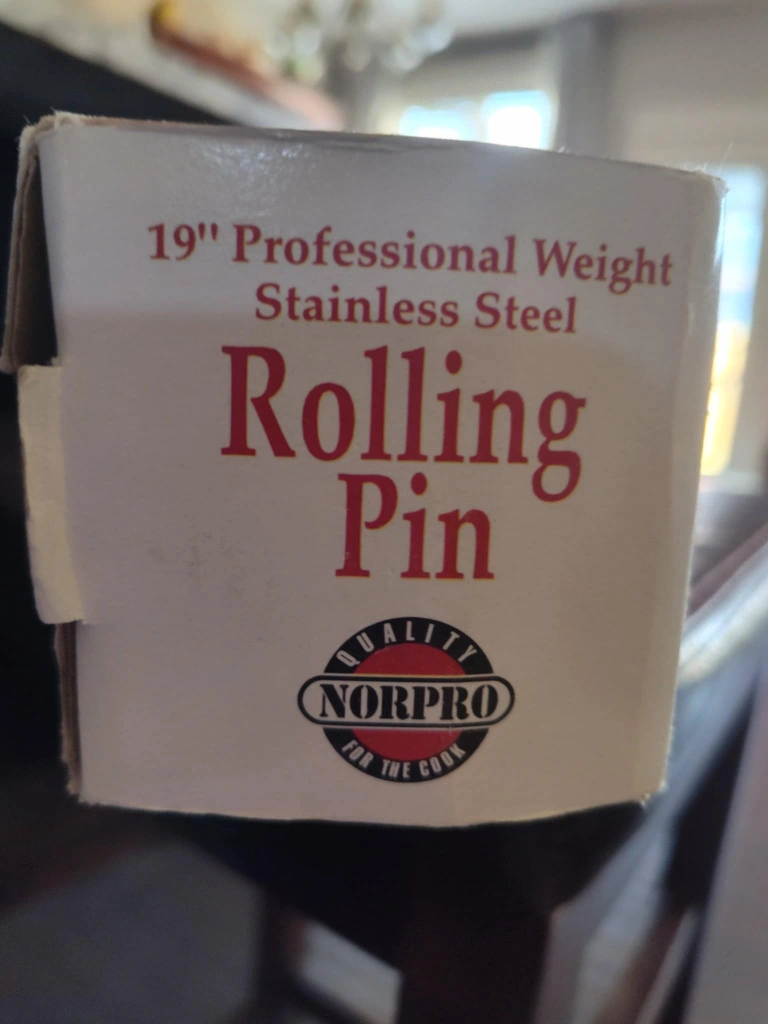 19" Professional Weight
Stainless Steel
Rolling
Pin
QUALITY
NORPRO
FOR THE COOK